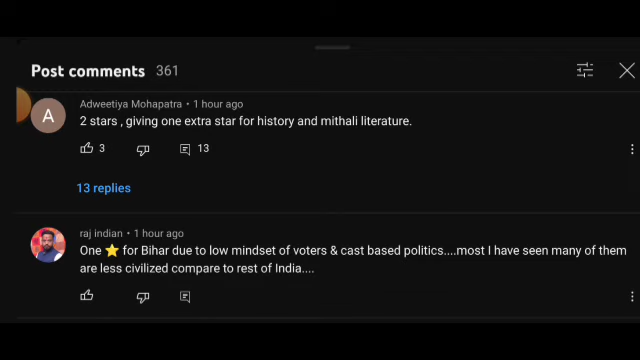 Post comments 361
A
Adweetiya Mohapatra • 1 hour ago
2 stars , giving one extra star for history and mithali literature.
3 13
13 replies
raj indian • 1 hour ago
One ⭐ for Bihar due to low mindset of voters & cast based politics....most I have seen many of them
are less civilized compare to rest of India....